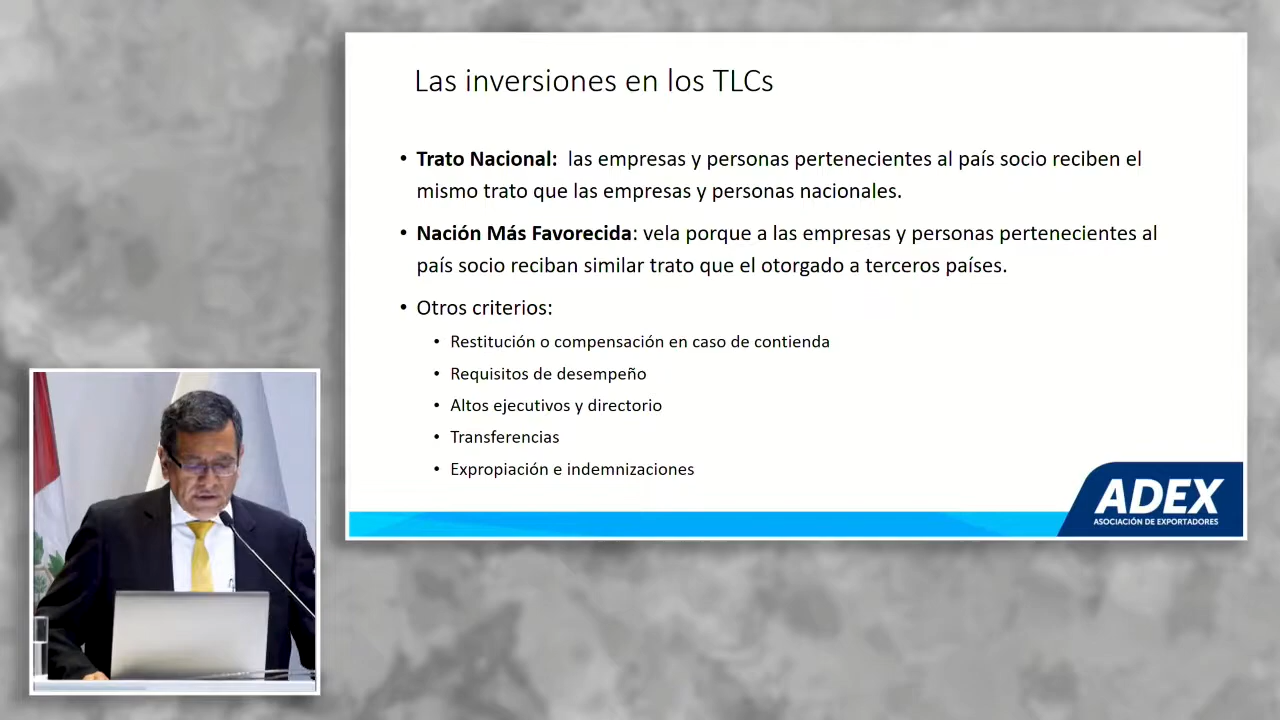 Las inversiones en los TLCs
• Trato Nacional: las empresas y personas pertenecientes al país socio reciben el
mismo trato que las empresas y personas nacionales.
• Nación Más Favorecida: vela porque a las empresas y personas pertenecientes al
país socio reciban similar trato que el otorgado a terceros países.
• Otros criterios:
• Restitución o compensación en caso de contienda
• Requisitos de desempeño
• Altos ejecutivos y directorio
• Transferencias
• Expropiación e indemnizaciones
ADEX
ASOCIACIÓN DE EXPORTADORES